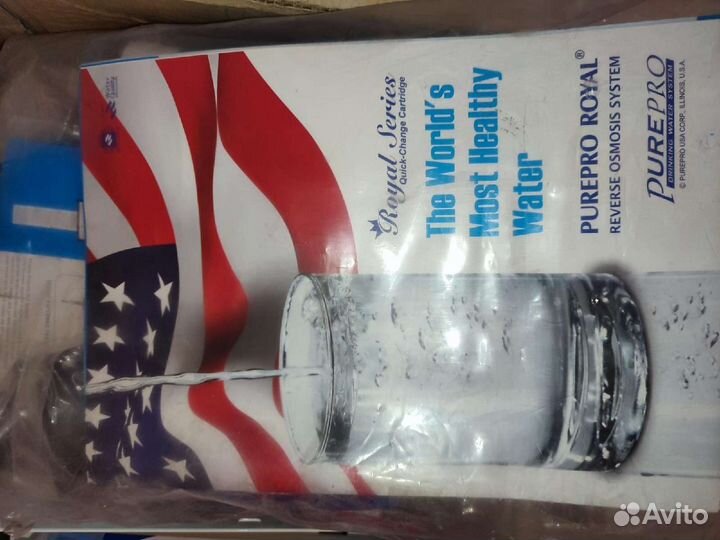 Royal Series
Quick-Change Cartridge
The World's
Most Healthy
Water
PUREPRO ROYAL®
REVERSE OSMOSIS SYSTEM
PUREPRO
DRINKING WATER SYSTEM
© PUREPRO USA CORP., ILLINOIS, U.S.A.
Avito